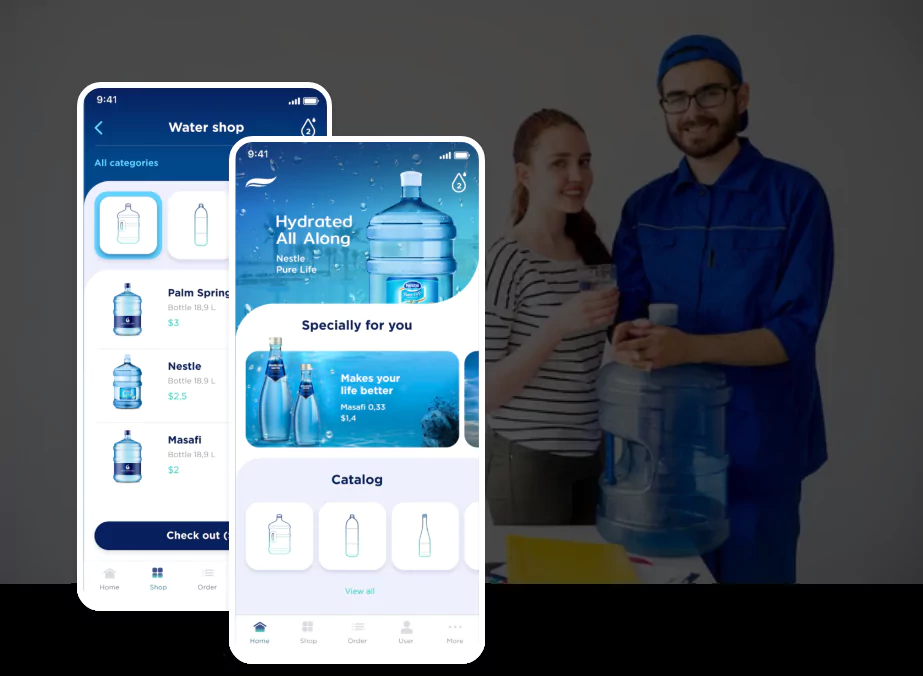 9:41
Water shop
2
All categories
Palm Spring
Bottle 18,9 L
$3
Nestle
Bottle 18,9 L
$2,5
Masafi
Bottle 18,9 L
$2
Check out (
Home
Shop
Order
9:41
2
Hydrated
All Along
Nestle
Pure Life
Specially for you
Makes your
life better
Masafi 0,33
$1,4
Catalog
View all
Home
Shop
Order
User
More